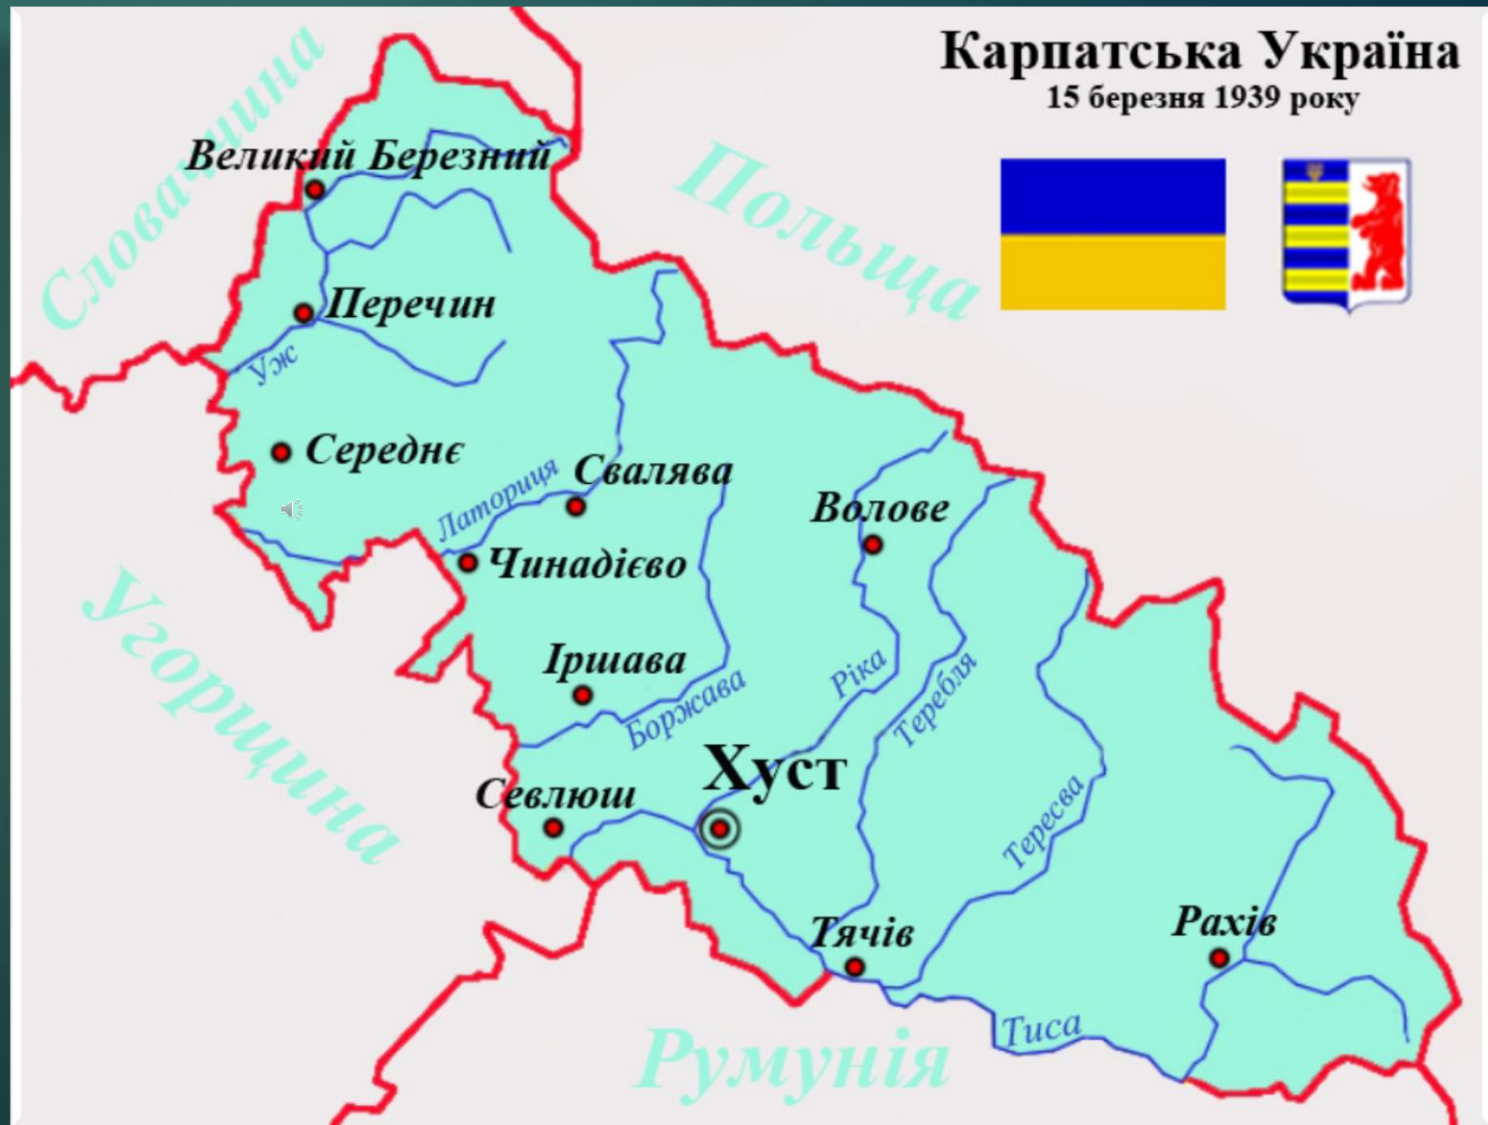 Карпатська Україна
15 березня 1939 року
Словаччина
Польща
Великий Березний
Перечин
Уж
Середнє
Латориця
Свалява
Волове
Чинадієво
Угорщина
Іршава
Боржава
Ріка
Теребля
Хуст
Севлюш
Тересва
Тячів
Рахів
Тиса
Румунія